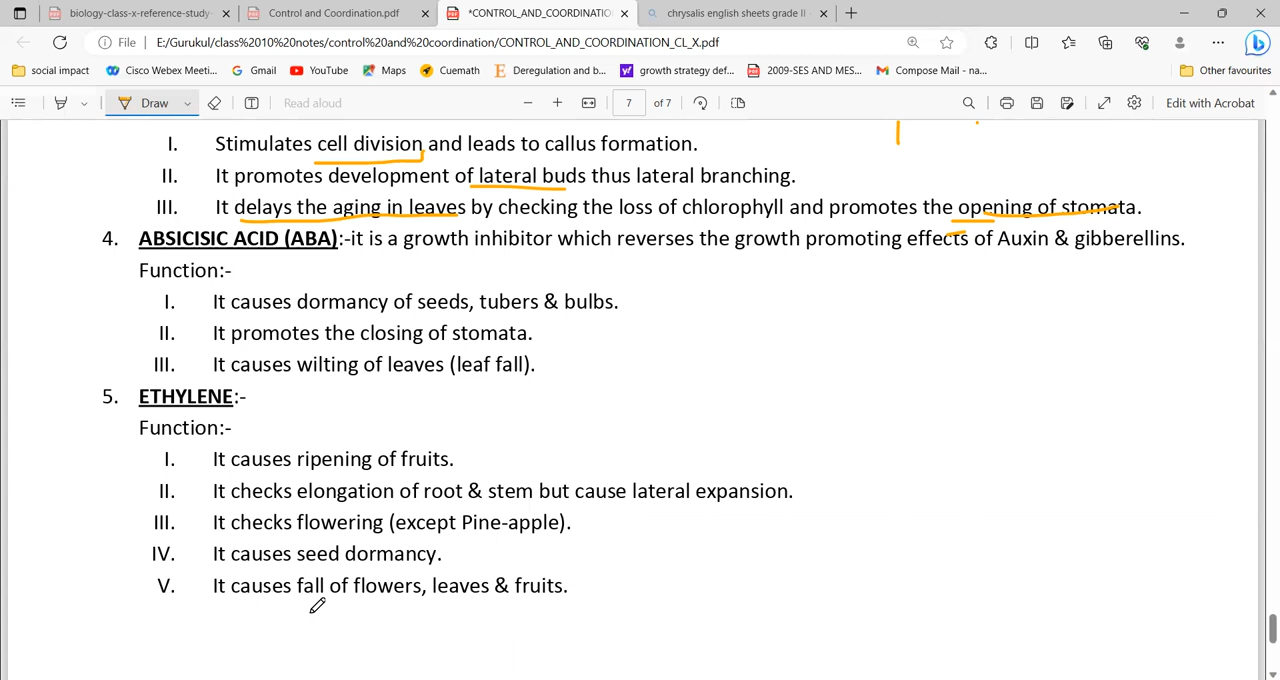 biology-class-x-reference-study-
Control and Coordination.pdf
*CONTROL_AND_COORDINATIO
chrysalis english sheets grade II -
File E:/Gurukul/class%2010%20notes/control%20and%20coordination/CONTROL_AND_COORDINATION_CL_X.pdf
social impact Cisco Webex Meeti... Gmail YouTube Maps Cuemath Deregulation and b... growth strategy def... 2009-SES AND MES... Compose Mail - na... Other favourites
Draw Read aloud 7 of 7 Edit with Acrobat
I. Stimulates cell division and leads to callus formation.
II. It promotes development of lateral buds thus lateral branching.
III. It delays the aging in leaves by checking the loss of chlorophyll and promotes the opening of stomata.
4. ABSICISIC ACID (ABA):-it is a growth inhibitor which reverses the growth promoting effects of Auxin & gibberellins.
Function:-
I. It causes dormancy of seeds, tubers & bulbs.
II. It promotes the closing of stomata.
III. It causes wilting of leaves (leaf fall).
5. ETHYLENE:-
Function:-
I. It causes ripening of fruits.
II. It checks elongation of root & stem but cause lateral expansion.
III. It checks flowering (except Pine-apple).
IV. It causes seed dormancy.
V. It causes fall of flowers, leaves & fruits.